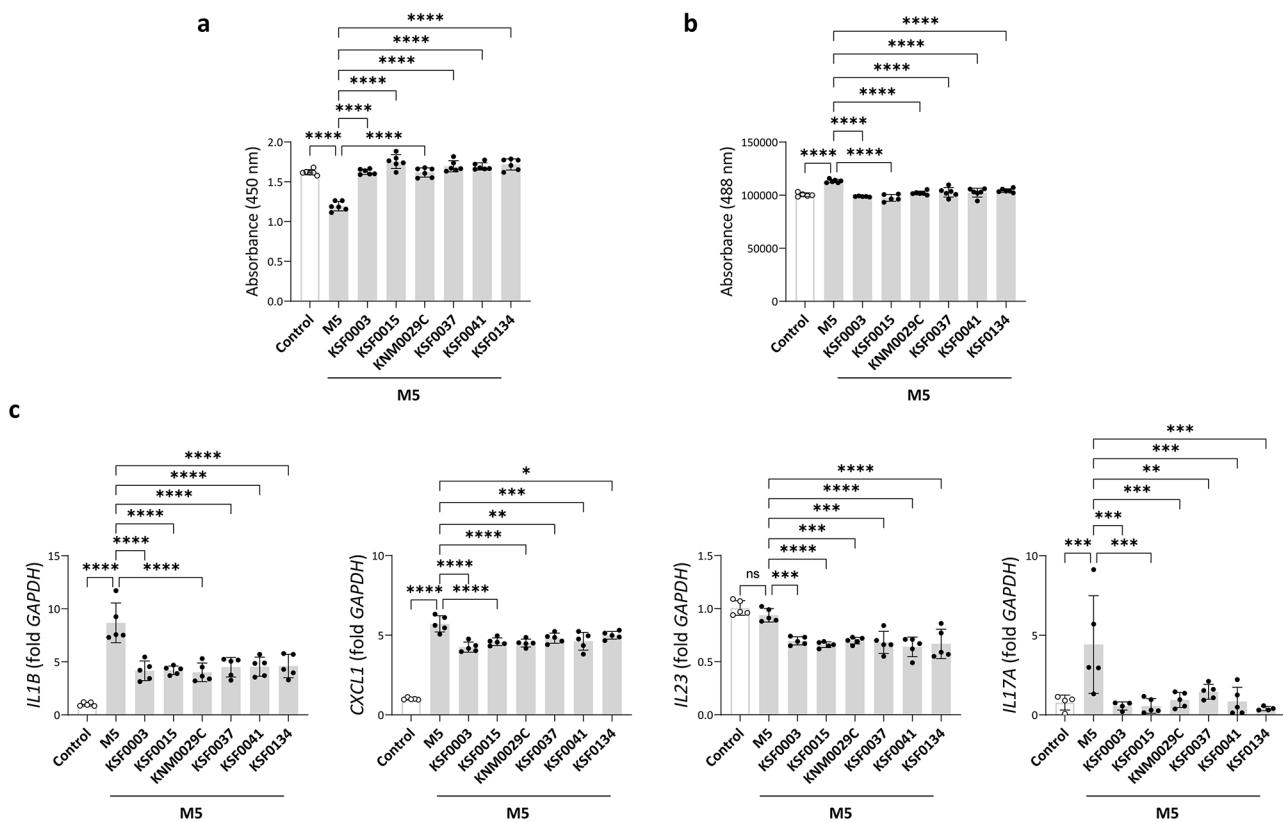 a
****
****
****
****
****
**** ****
Absorbance (450 nm)
2.0
1.5
1.0
0.5
0.0
Control
M5
KSF0003
KSF0015
KNM0029C
KSF0037
KSF0041
KSF0134
M5
b
****
****
****
****
****
**** ****
Absorbance (488 nm)
150000
100000
50000
0
Control
M5
KSF0003
KSF0015
KNM0029C
KSF0037
KSF0041
KSF0134
M5
c
****
****
****
****
****
**** ****
IL1B (fold GAPDH)
15
10
5
0
Control
M5
KSF0003
KSF0015
KNM0029C
KSF0037
KSF0041
KSF0134
M5
*
***
**
****
****
**** ****
CXCL1 (fold GAPDH)
10
5
0
Control
M5
KSF0003
KSF0015
KNM0029C
KSF0037
KSF0041
KSF0134
M5
****
****
***
***
****
ns ***
IL23 (fold GAPDH)
1.5
1.0
0.5
0.0
Control
M5
KSF0003
KSF0015
KNM0029C
KSF0037
KSF0041
KSF0134
M5
***
***
**
***
***
*** ***
IL17A (fold GAPDH)
10
5
0
Control
M5
KSF0003
KSF0015
KNM0029C
KSF0037
KSF0041
KSF0134
M5